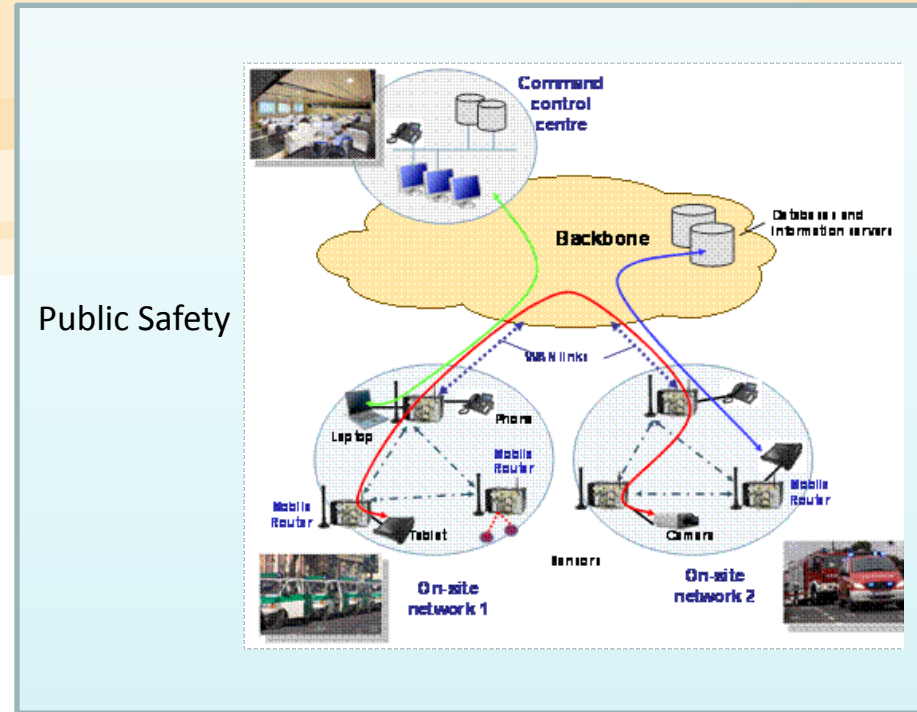 Public Safety
Command
control
centre
Backbone
Databases and
information servers
WAN links
Laptop
Phone
Mobile
Router
Mobile
Router
Tablet
Mobile
Router
Camera
Sensors
On-site
network 1
On-site
network 2